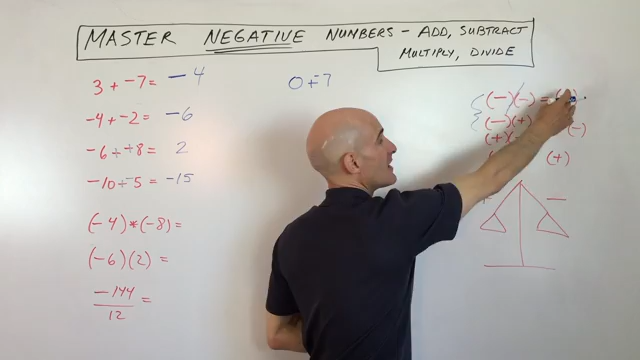 MASTER NEGATIVE NUMBERS – ADD, SUBTRACT
MULTIPLY, DIVIDE
3 + -7 = -4
0 + -7
-4 + -2 = -6
-6 ÷ -8 = 2
-10 ÷ 5 = -15
(-4) * (-8) =
(-6)(2) =
-144
12 =
(-)(-) =
(-)(+)
(-)
(+)
(+)
-